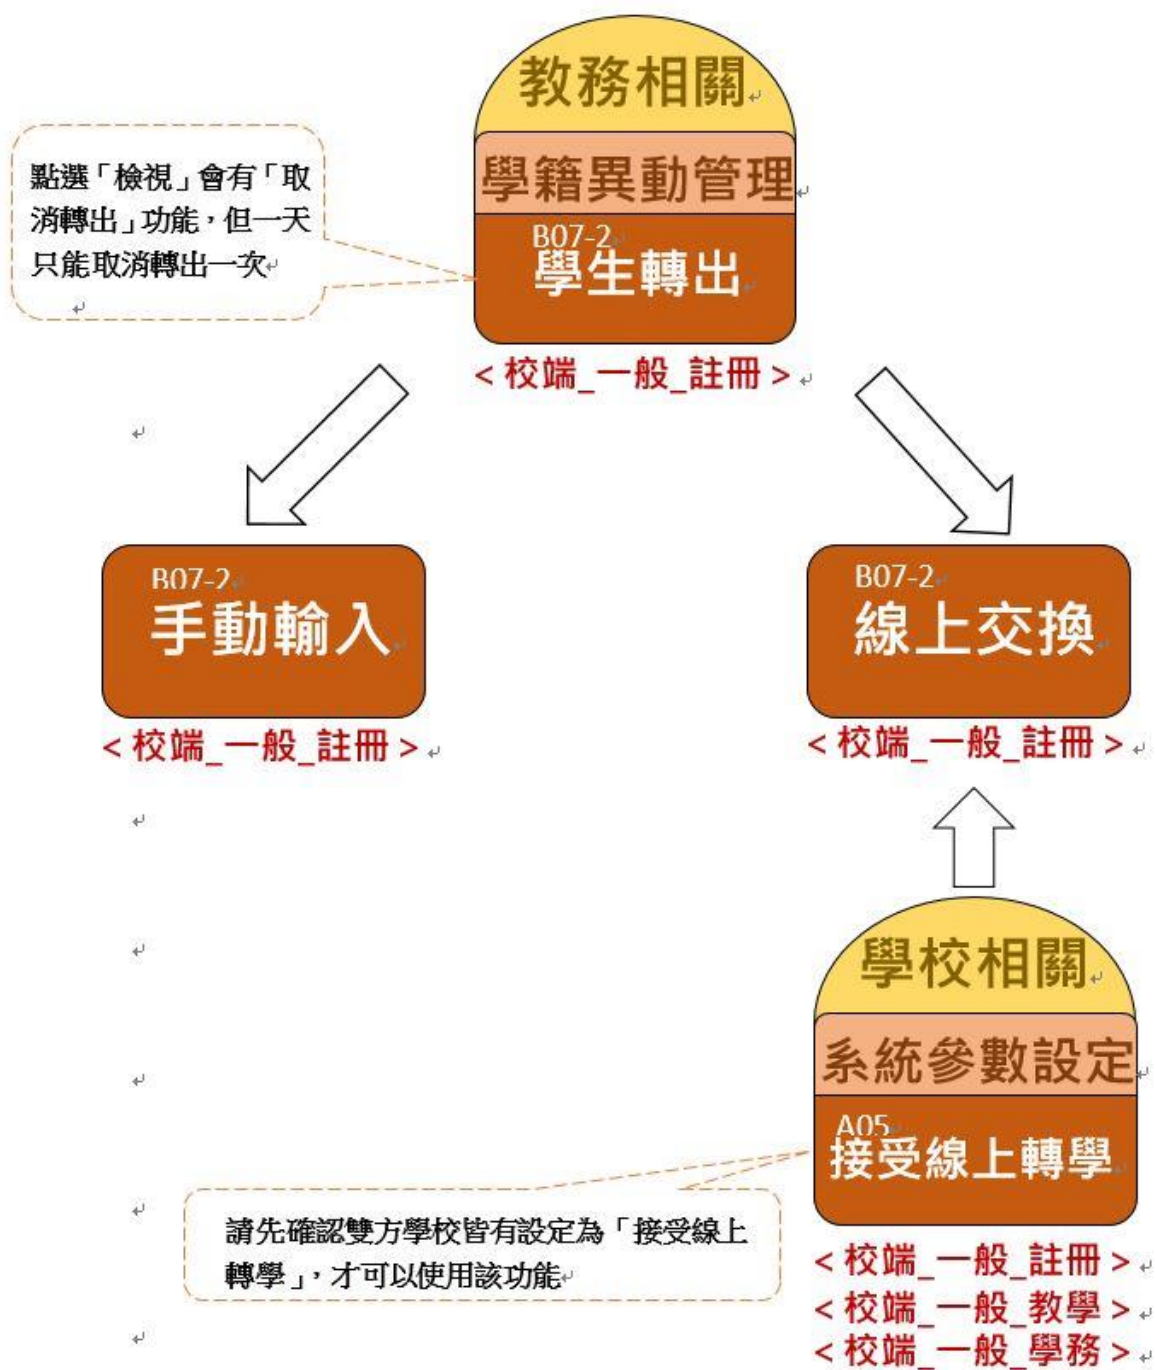 教務相關
學籍異動管理
B07-2
學生轉出
<校端_一般_註冊>
點選「檢視」會有「取
消轉出」功能，但一天
只能取消轉出一次
B07-2
手動輸入
<校端_一般_註冊>
B07-2
線上交換
<校端_一般_註冊>
學校相關
系統參數設定
A05
接受線上轉學
請先確認雙方學校皆有設定為「接受線上
轉學」，才可以使用該功能
<校端_一般_註冊>
<校端_一般_教學>
<校端_一般_學務>